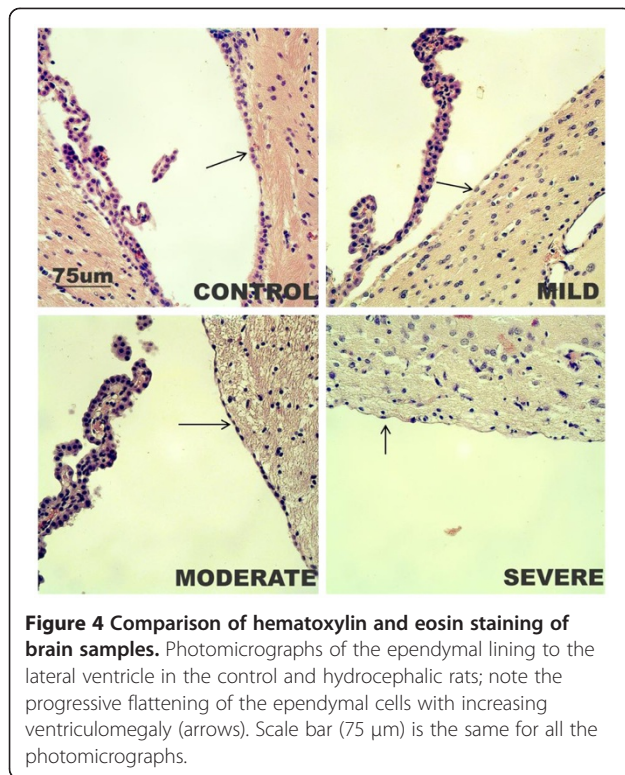 75um
CONTROL
MILD
MODERATE
SEVERE
Figure 4 Comparison of hematoxylin and eosin staining of
brain samples. Photomicrographs of the ependymal lining to the
lateral ventricle in the control and hydrocephalic rats; note the
progressive flattening of the ependymal cells with increasing
ventriculomegaly (arrows). Scale bar (75 μm) is the same for all the
photomicrographs.